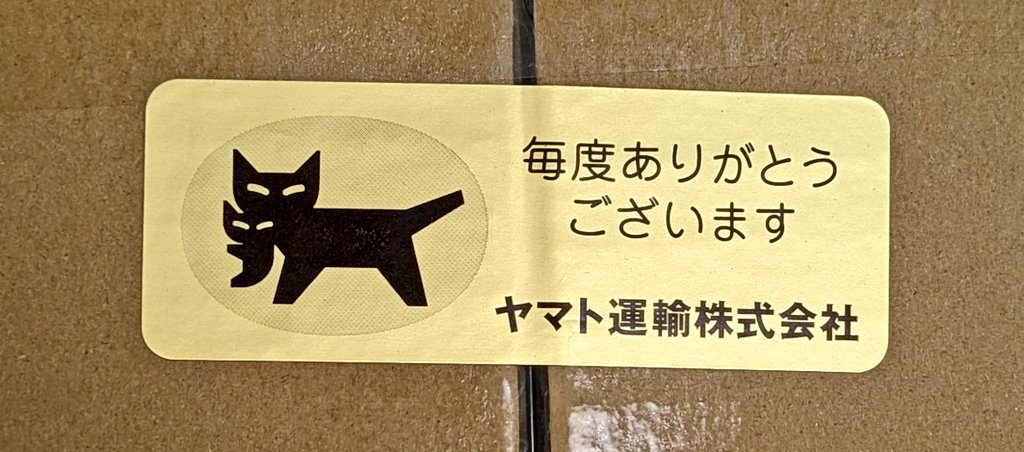 毎度ありがとう
ございます
ヤマト運輸株式会社